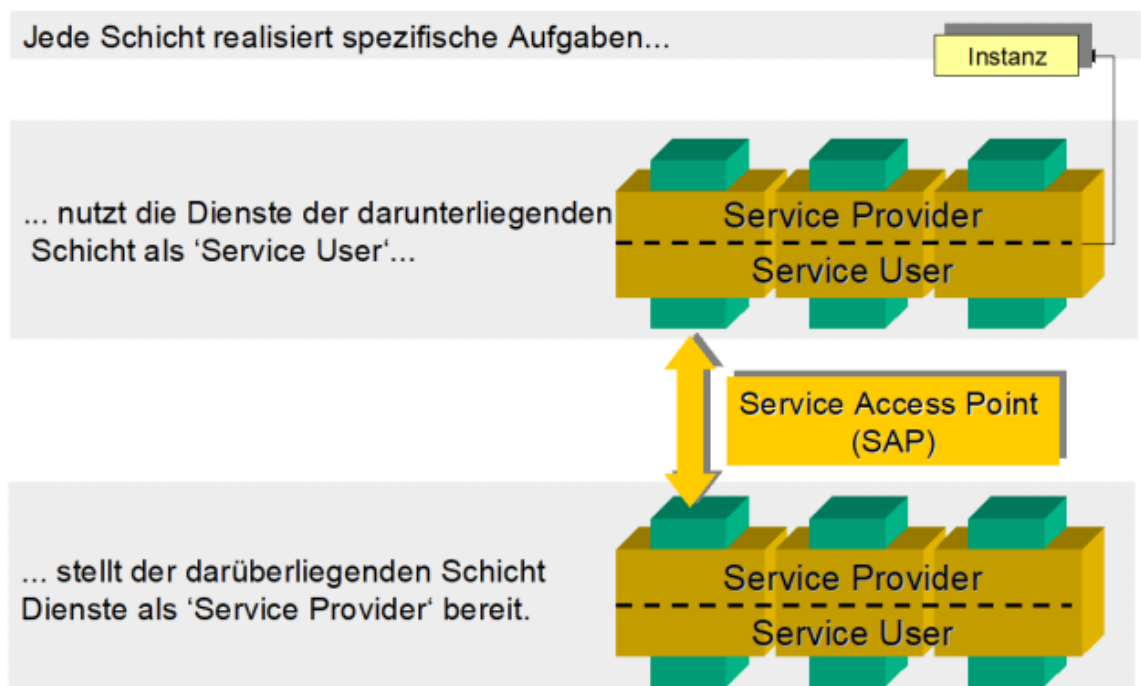 Jede Schicht realisiert spezifische Aufgaben...
Instanz
... nutzt die Dienste der darunterliegenden
Schicht als ‘Service User‘...
Service Provider
Service User
Service Access Point
(SAP)
... stellt der darüberliegenden Schicht
Dienste als ‘Service Provider‘ bereit.
Service Provider
Service User